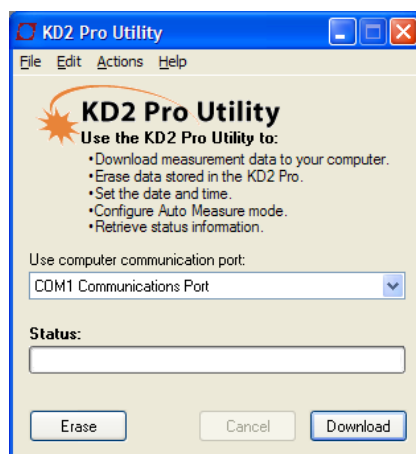 KD2 Pro Utility
File Edit Actions Help
KD2 Pro Utility
Use the KD2 Pro Utility to:
•Download measurement data to your computer.
•Erase data stored in the KD2 Pro.
•Set the date and time.
•Configure Auto Measure mode.
•Retrieve status information.
Use computer communication port:
COM1 Communications Port
Status:
Erase Cancel Download